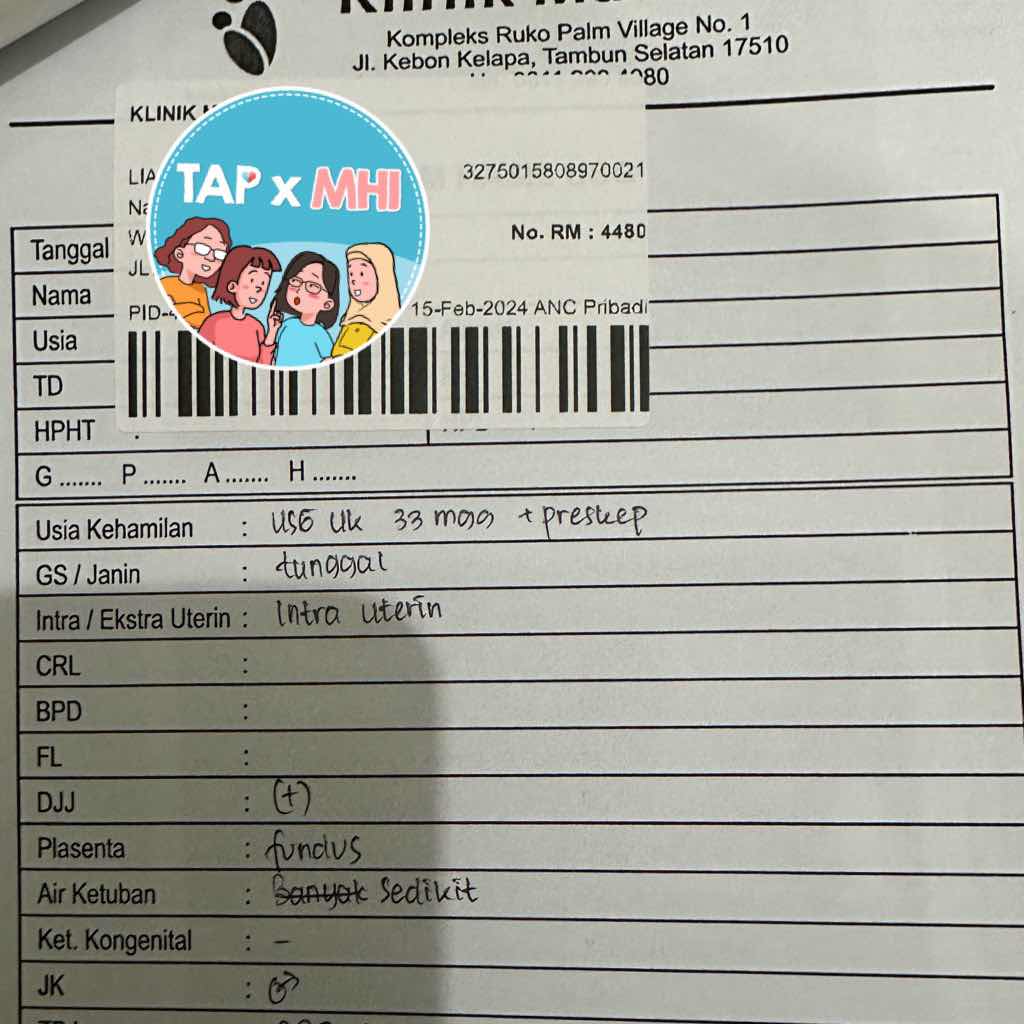 Kompleks Ruko Palm Village No. 1
Jl. Kebon Kelapa, Tambun Selatan 17510
KLINIK
LIA 3275015808970021
TAP x MHI
No. RM : 4480
JL
PID- 15-Feb-2024 ANC Pribadi
Tanggal
Nama
Usia
TD
HPHT :
G ....... P ....... A ....... H .......
Usia Kehamilan : USG UK 33 mgg + preskep
GS / Janin : tunggal
Intra / Ekstra Uterin : Intra uterin
CRL :
BPD :
FL :
DJJ : (+)
Plasenta : fundus
Air Ketuban : Banyak Sedikit
Ket. Kongenital : -
JK : ♂